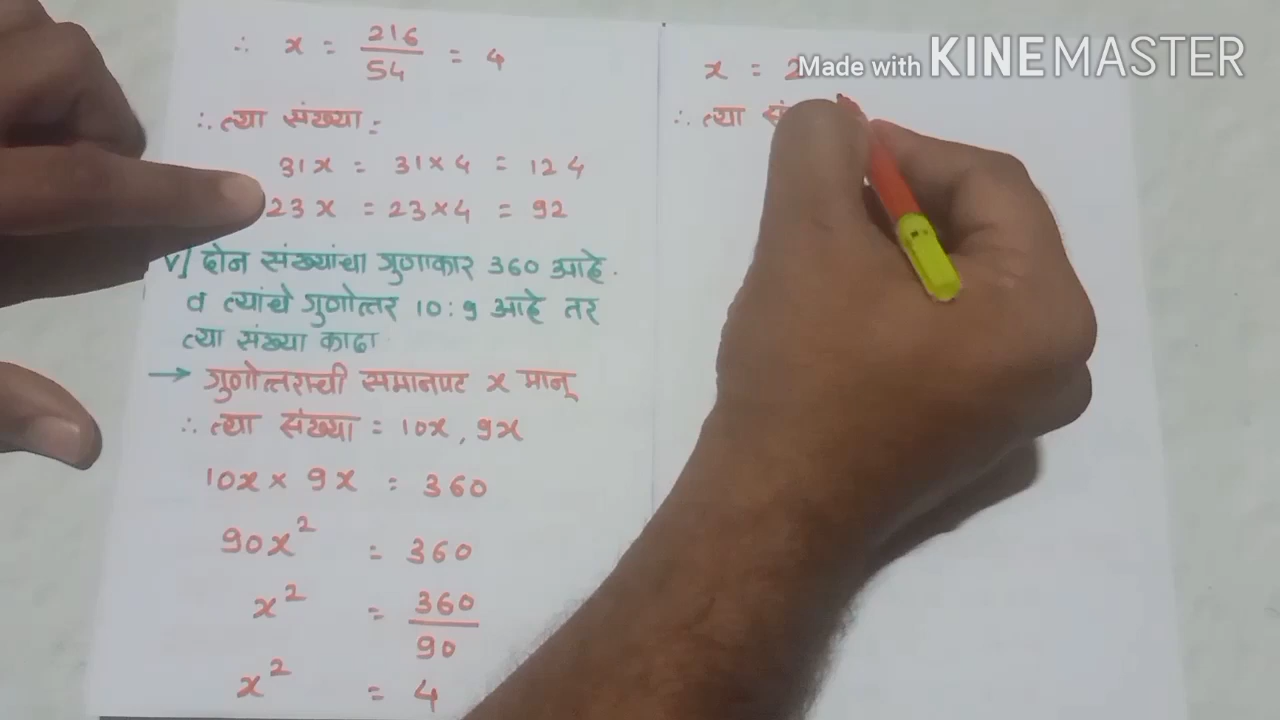 ∴ x = 216/54 = 4
∴ त्या संख्या =
31x = 31×4 = 124
23x = 23×4 = 92
V] दोन संख्यांचा गुणाकार 360 आहे.
व त्यांचे गुणोत्तर 10:9 आहे तर
त्या संख्या काढा
→ गुणोत्तराची समानपट x मानू
∴ त्या संख्या = 10x, 9x
10x × 9x = 360
90x² = 360
x² = 360/90
x² = 4
x = 2
∴ त्या
Made with KINEMASTER